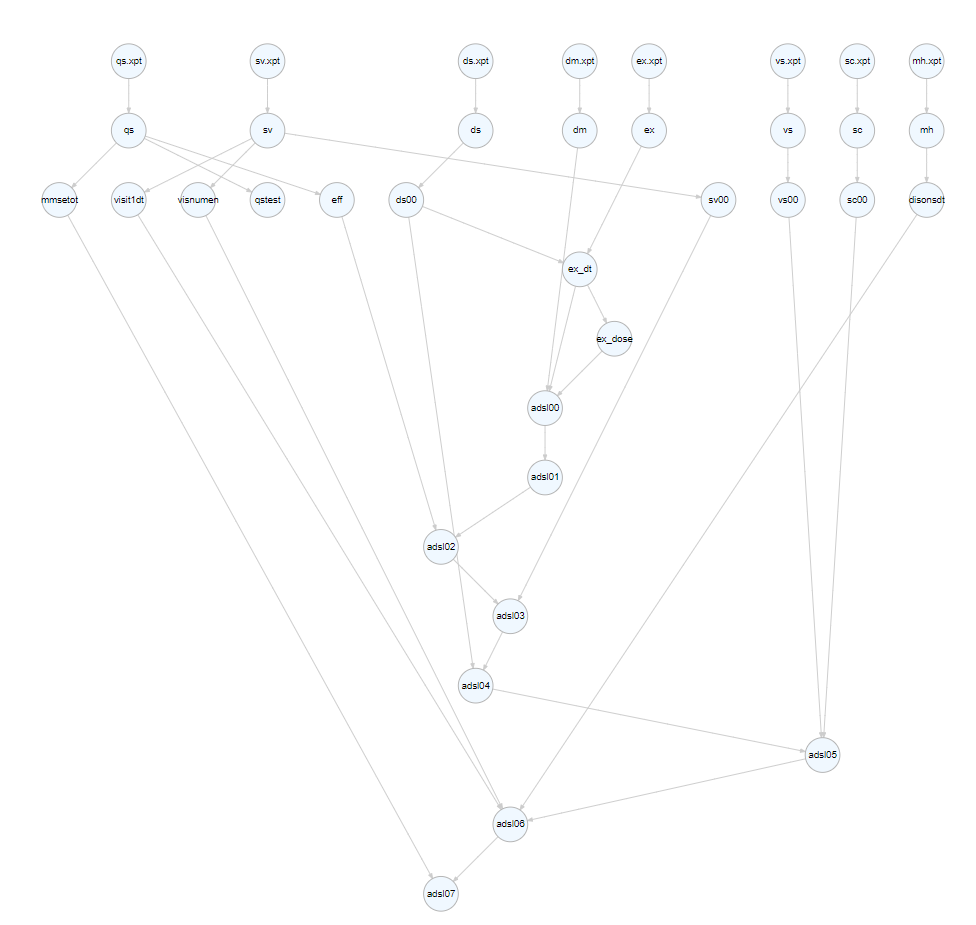 qs.xpt
sv.xpt
ds.xpt
dm.xpt
ex.xpt
vs.xpt
sc.xpt
mh.xpt
qs
sv
ds
dm
ex
vs
sc
mh
mmsetot
visit1dt
visnumen
qstest
eff
ds00
sv00
vs00
sc00
disonsdt
ex_dt
ex_dose
adsl00
adsl01
adsl02
adsl03
adsl04
adsl05
adsl06
adsl07